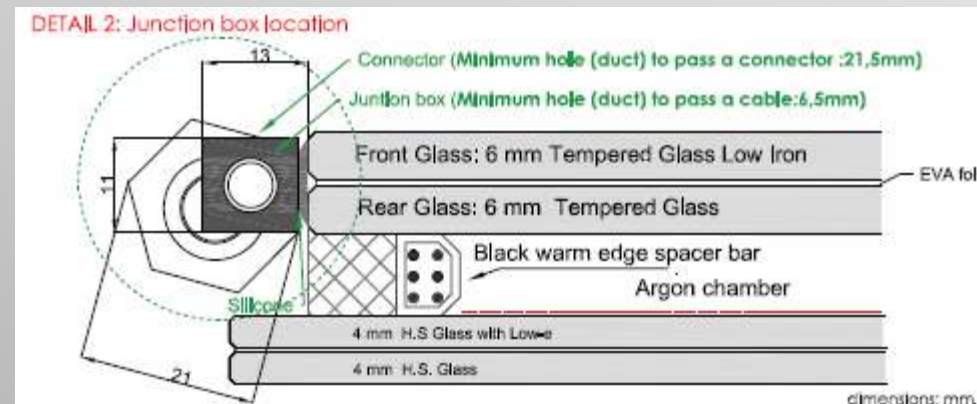 DETAIL 2: Junction box location
13
Connector (Minimum hole (duct) to pass a connector :21,5mm)
Juntion box (Minimum hole (duct) to pass a cable:6,5mm)
11
Front Glass: 6 mm Tempered Glass Low Iron
EVA foi
Rear Glass: 6 mm Tempered Glass
Black warm edge spacer bar
Argon chamber
Silicone
4 mm H.S Glass with Low-e
4 mm H.S. Glass
21
dimensions: mm.